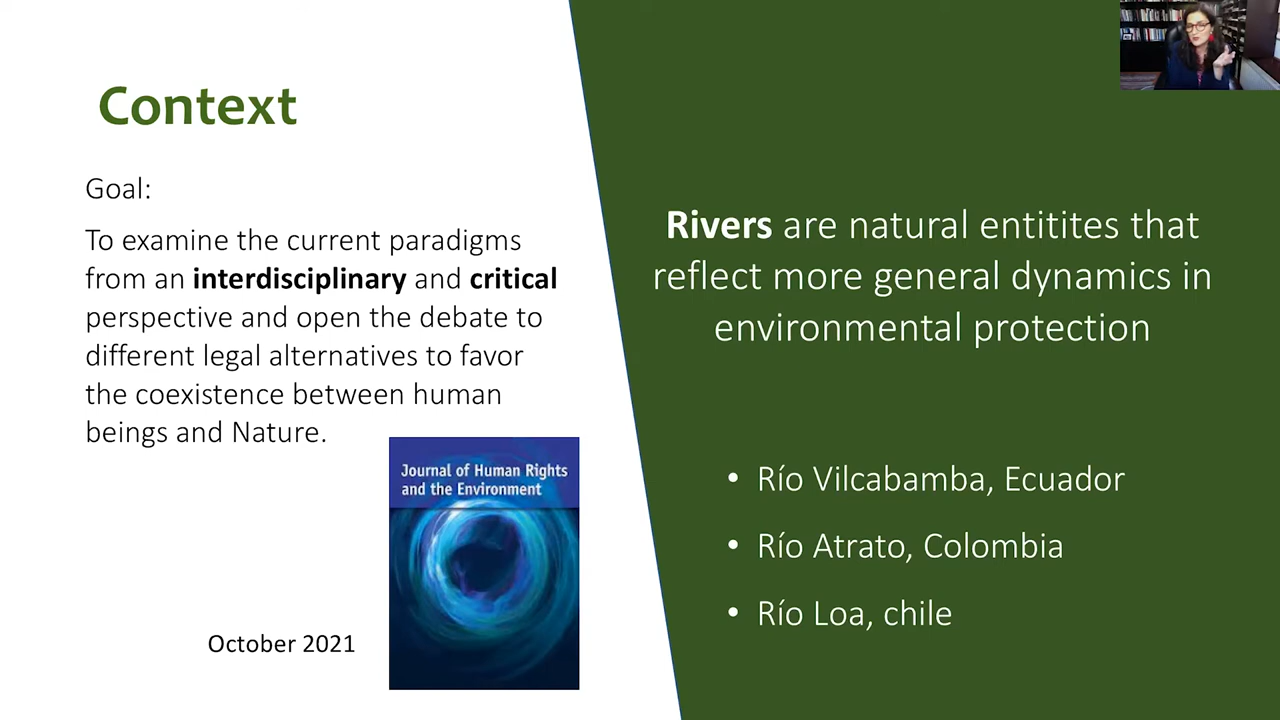 Context
Goal:
To examine the current paradigms
from an interdisciplinary and critical
perspective and open the debate to
different legal alternatives to favor
the coexistence between human
beings and Nature.
Journal of Human Rights
and the Environment
October 2021
Rivers are natural entitites that
reflect more general dynamics in
environmental protection
• Río Vilcabamba, Ecuador
• Río Atrato, Colombia
• Río Loa, chile